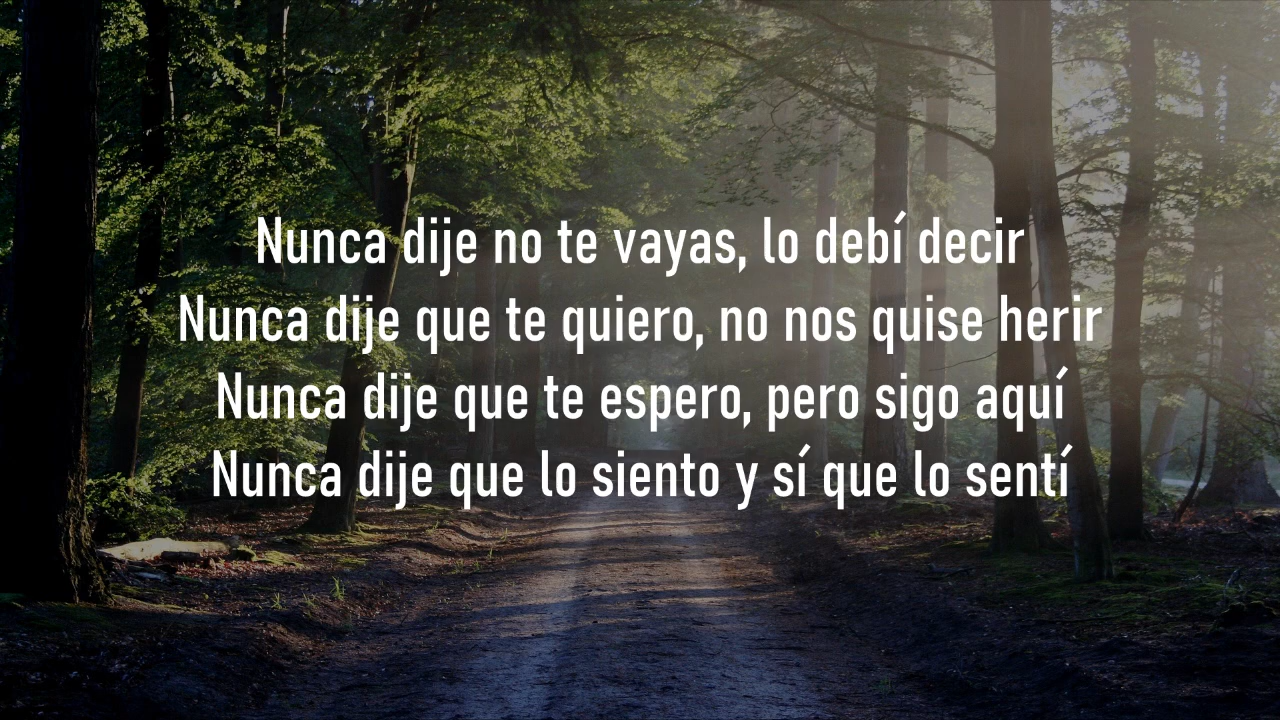 Nunca dije no te vayas, lo debí decir
Nunca dije que te quiero, no nos quise herir
Nunca dije que te espero, pero sigo aquí
Nunca dije que lo siento y sí que lo sentí